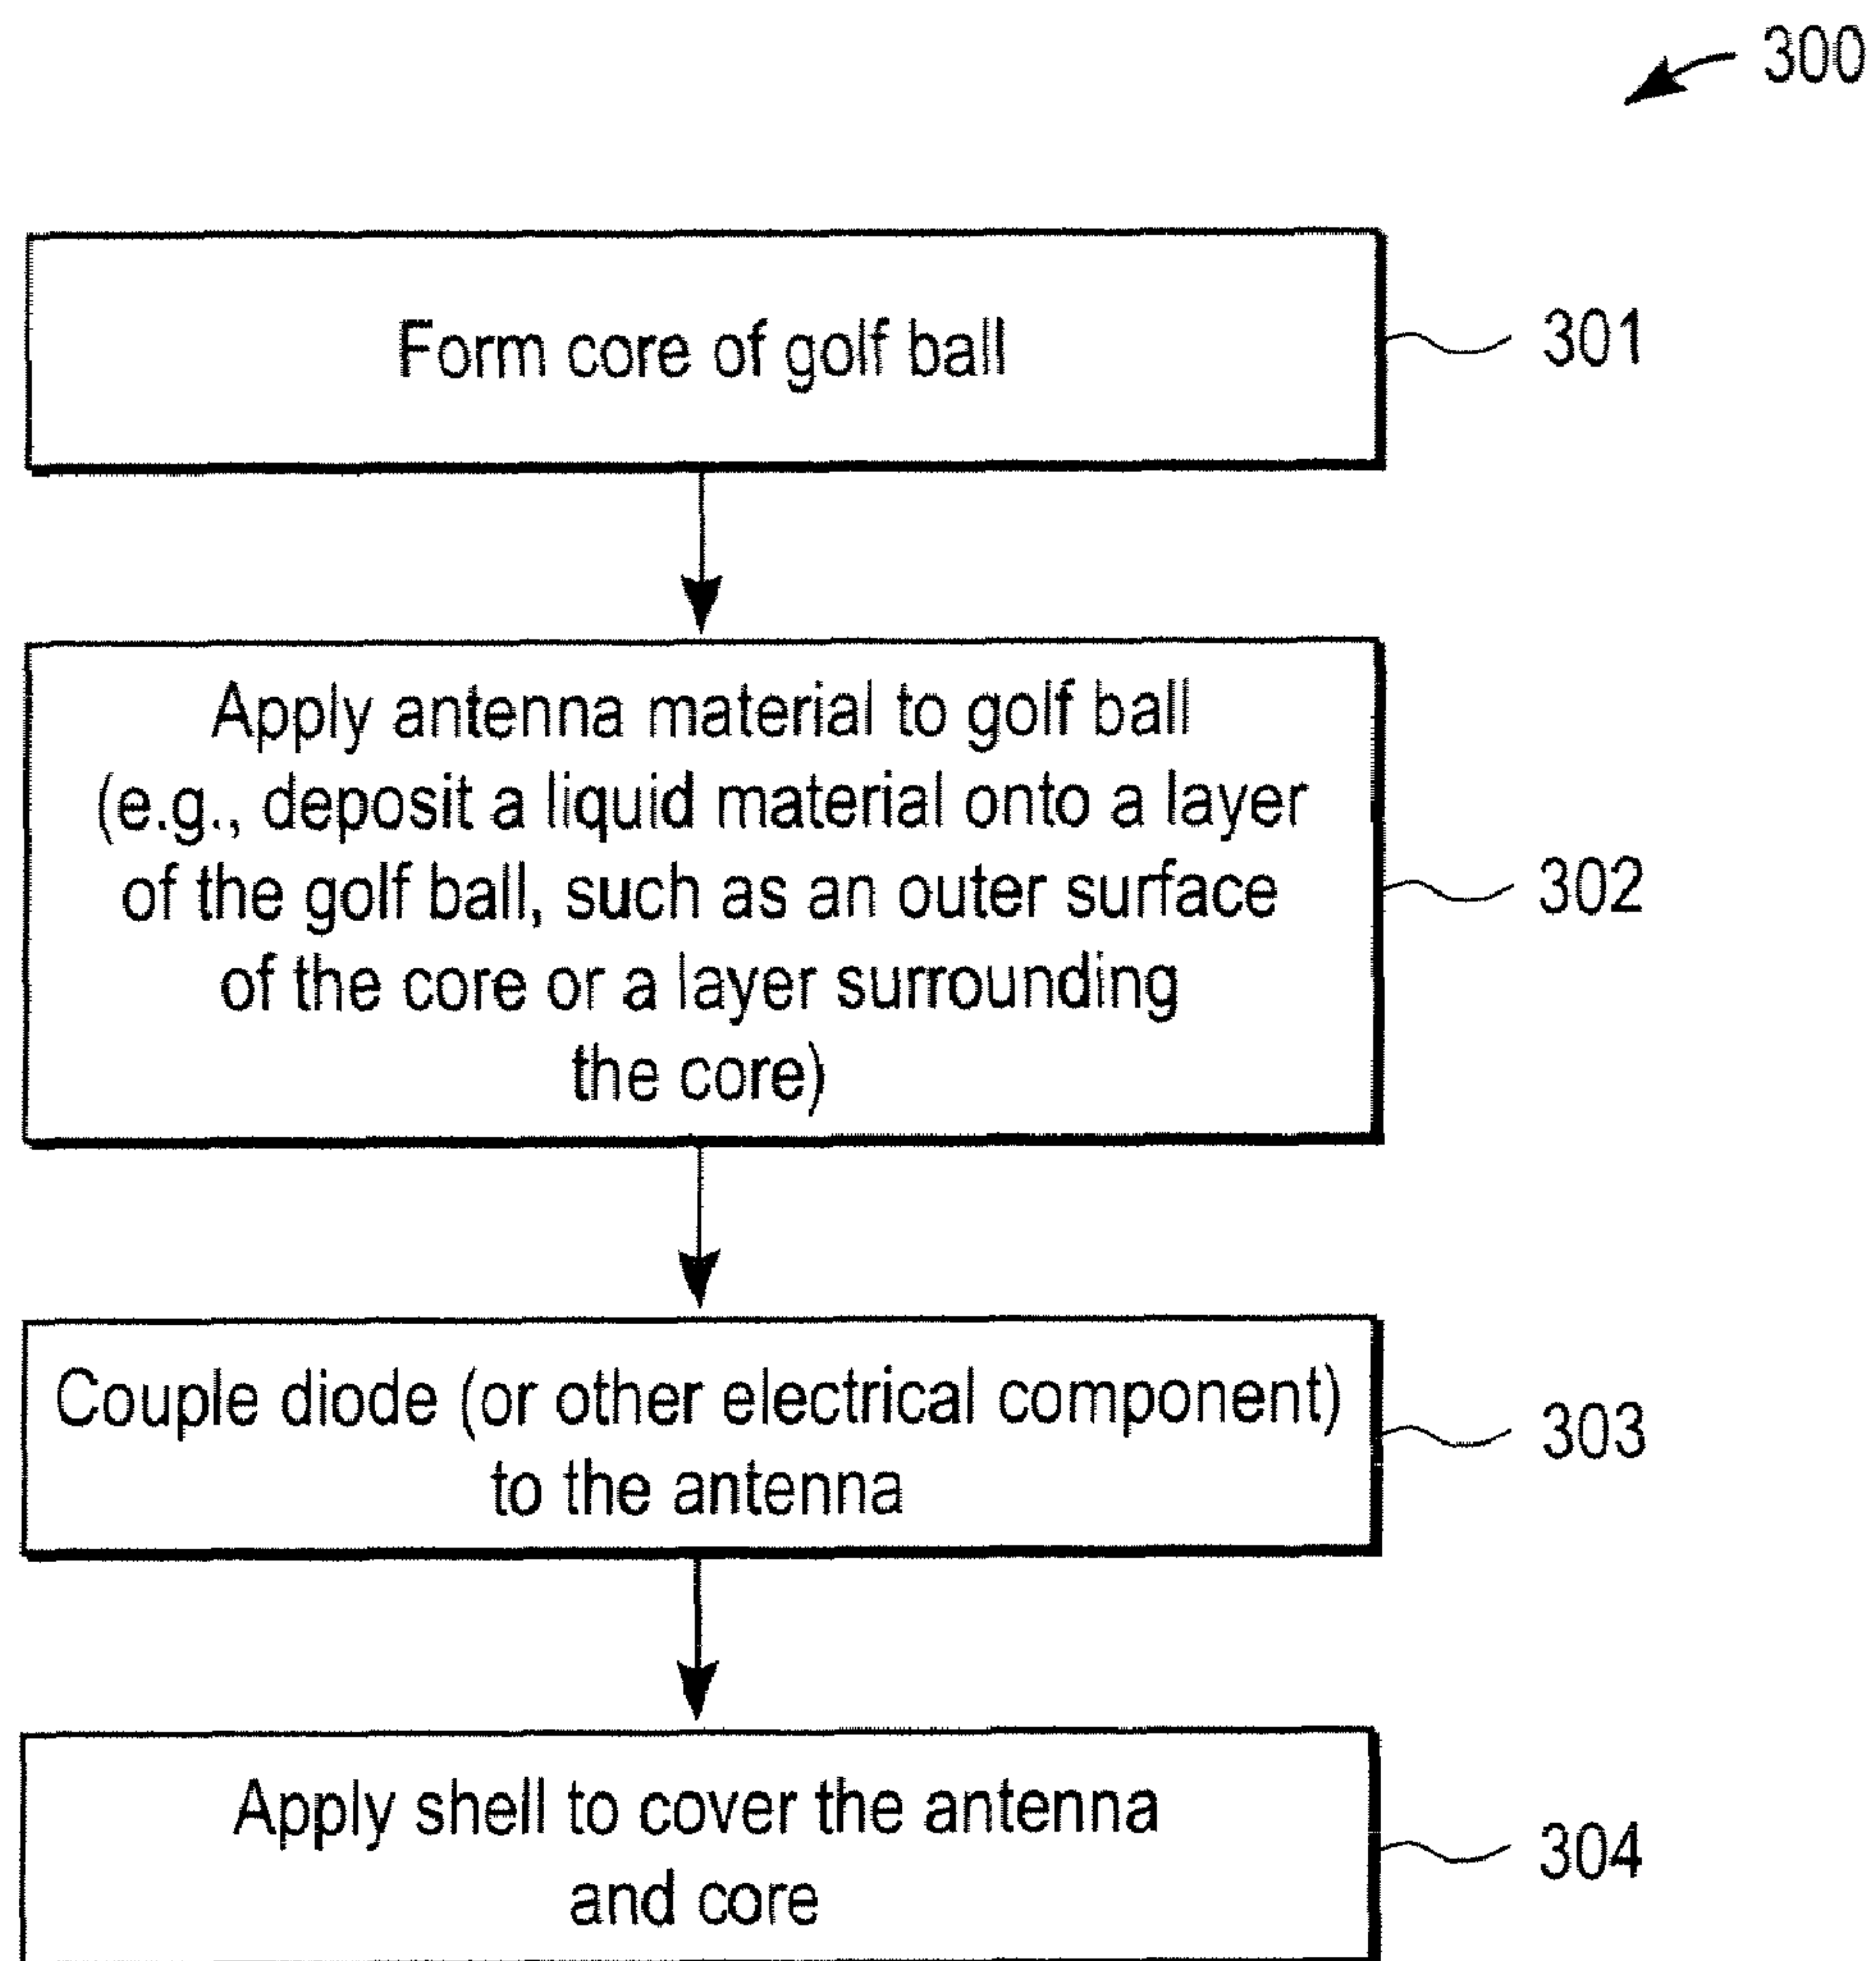 300
Form core of golf ball
301
Apply antenna material to golf ball
(e.g., deposit a liquid material onto a layer
of the golf ball, such as an outer surface
of the core or a layer surrounding
the core)
302
Couple diode (or other electrical component)
to the antenna
303
Apply shell to cover the antenna
and core
304